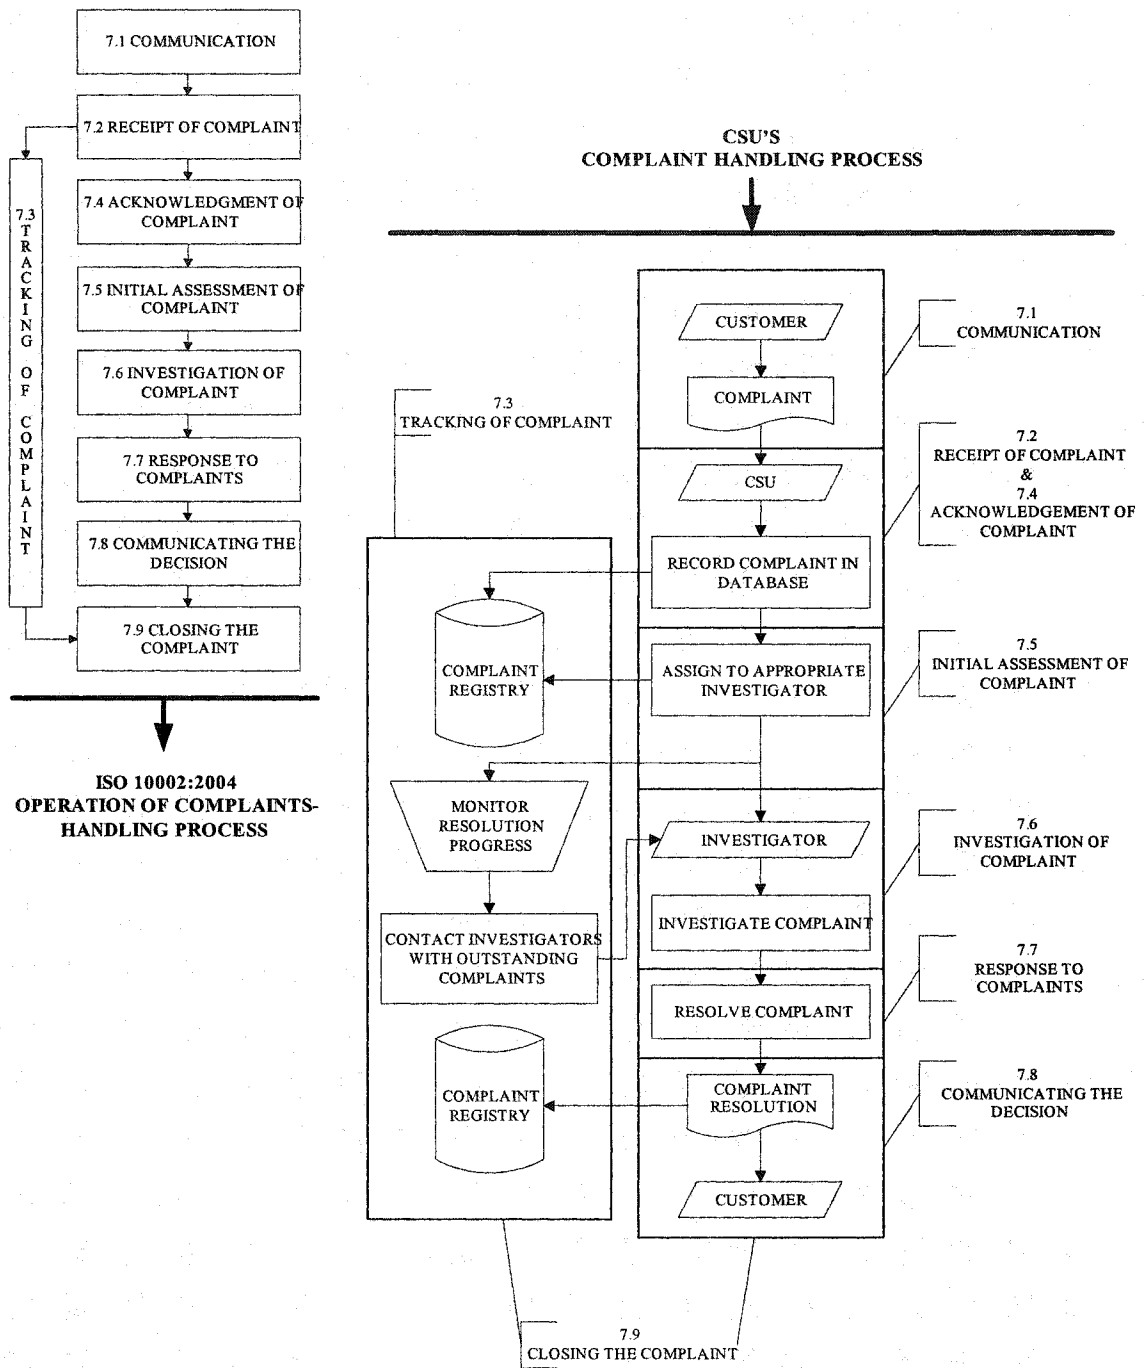 7.1 COMMUNICATION
7.2 RECEIPT OF COMPLAINT
7.3
TRACKING OF COMPLAINT
7.4 ACKNOWLEDGMENT OF
COMPLAINT
7.5 INITIAL ASSESSMENT OF
COMPLAINT
7.6 INVESTIGATION OF
COMPLAINT
7.7 RESPONSE TO
COMPLAINTS
7.8 COMMUNICATING THE
DECISION
7.9 CLOSING THE
COMPLAINT
ISO 10002:2004
OPERATION OF COMPLAINTS-
HANDLING PROCESS
CSU'S
COMPLAINT HANDLING PROCESS
7.3
TRACKING OF COMPLAINT
COMPLAINT
REGISTRY
MONITOR
RESOLUTION
PROGRESS
CONTACT INVESTIGATORS
WITH OUTSTANDING
COMPLAINTS
COMPLAINT
REGISTRY
CUSTOMER
COMPLAINT
CSU
RECORD COMPLAINT IN
DATABASE
ASSIGN TO APPROPRIATE
INVESTIGATOR
INVESTIGATOR
INVESTIGATE COMPLAINT
RESOLVE COMPLAINT
COMPLAINT
RESOLUTION
CUSTOMER
7.1
COMMUNICATION
7.2
RECEIPT OF COMPLAINT
&
7.4
ACKNOWLEDGEMENT OF
COMPLAINT
7.5
INITIAL ASSESSMENT OF
COMPLAINT
7.6
INVESTIGATION OF
COMPLAINT
7.7
RESPONSE TO
COMPLAINTS
7.8
COMMUNICATING THE
DECISION
7.9
CLOSING THE COMPLAINT